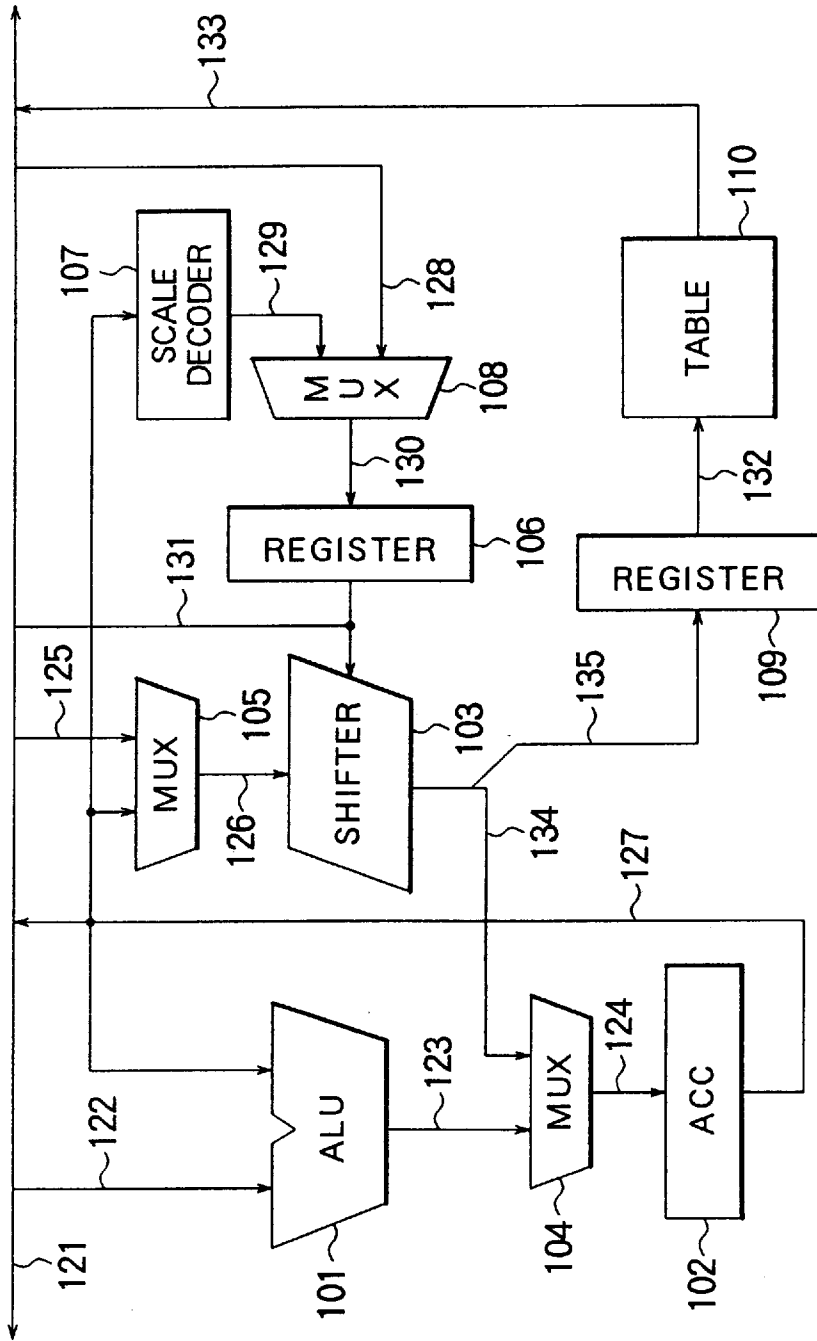 121
122
ALU
101
123
MUX
104
124
ACC
102
127
134
125
MUX
105
126
SHIFTER
103
135
131
REGISTER
106
130
MUX
108
SCALE
DECODER
107
129
128
REGISTER
109
132
TABLE
110
133